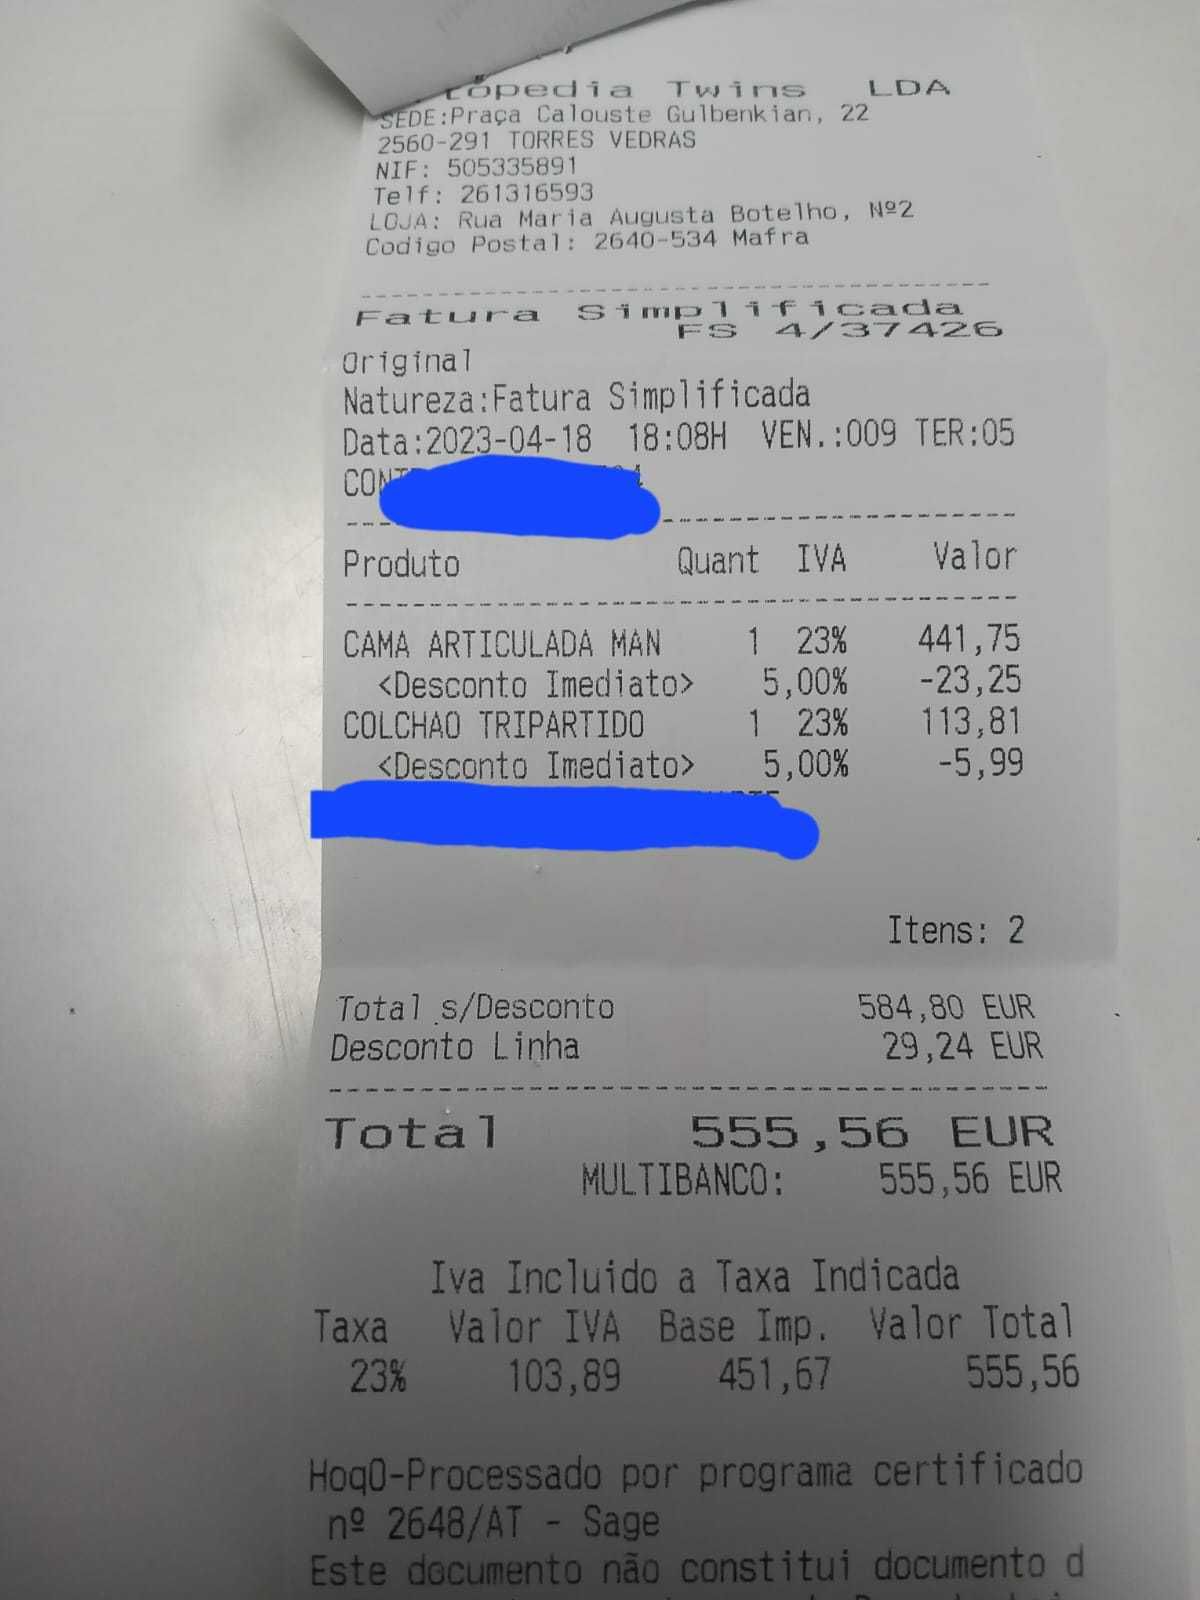 Twins LDA
SEDE:Praça Calouste Gulbenkian, 22
2560-291 TORRES VEDRAS
NIF: 505335891
Telf: 261316593
LOJA: Rua Maria Augusta Botelho, Nº2
Codigo Postal: 2640-534 Mafra
Fatura Simplificada
FS 4/37426
Original
Natureza:Fatura Simplificada
Data:2023-04-18 18:08H VEN.:009 TER:05
Produto Quant IVA Valor
CAMA ARTICULADA MAN 1 23% 441,75
<Desconto Imediato> 5,00% -23,25
COLCHAO TRIPARTIDO 1 23% 113,81
<Desconto Imediato> 5,00% -5,99
Itens: 2
Total s/Desconto 584,80 EUR
Desconto Linha 29,24 EUR
Total 555,56 EUR
MULTIBANCO: 555,56 EUR
Iva Incluido a Taxa Indicada
Taxa Valor IVA Base Imp. Valor Total
23% 103,89 451,67 555,56
HoqO-Processado por programa certificado
nº 2648/AT - Sage
Este documento não constitui documento d